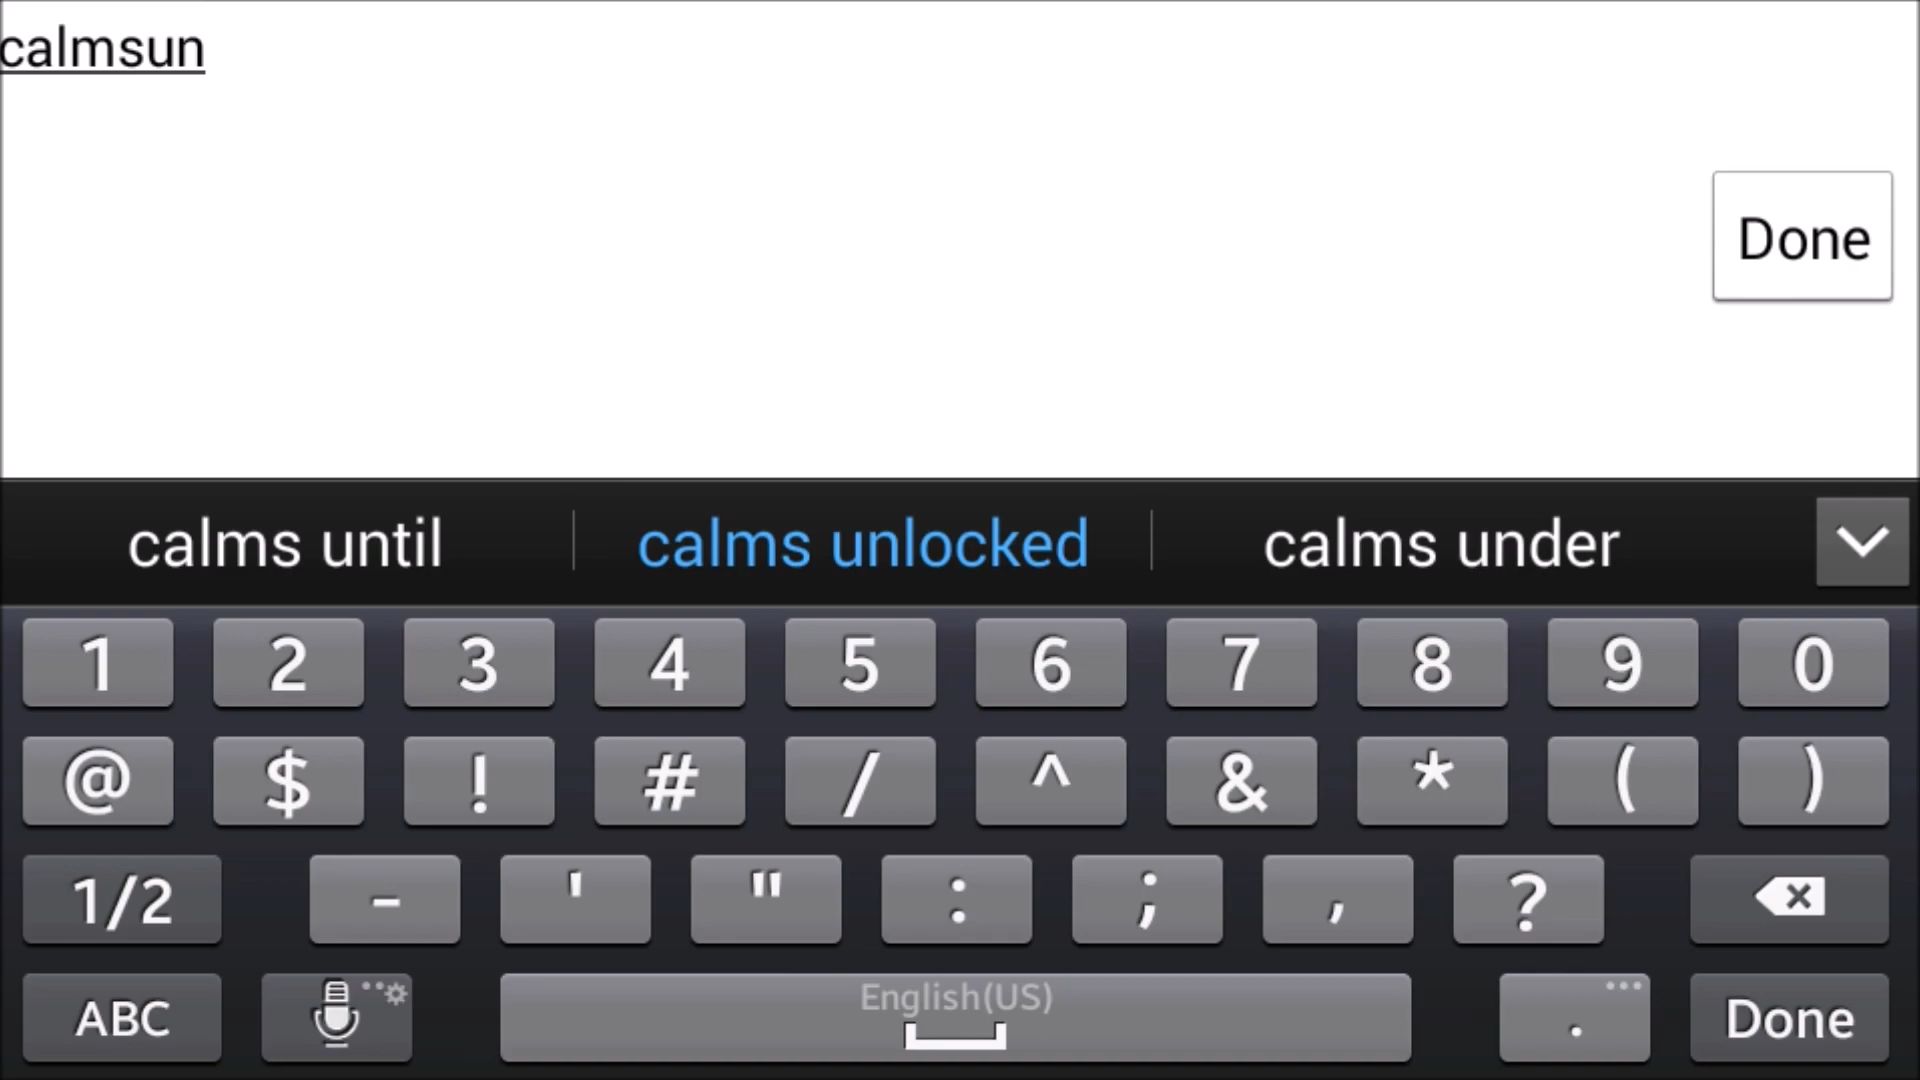 calmsun
Done
calms until calms unlocked calms under
1 2 3 4 5 6 7 8 9 0
@ $ ! # / ^ & * ( )
1/2 - ' " : ; , ?
ABC English(US) . Done